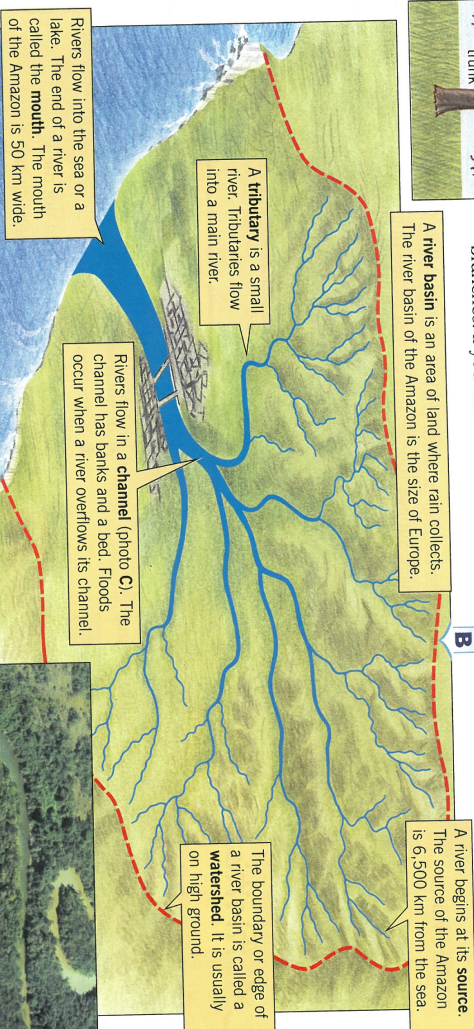 trunk
B
A river basin is an area of land where rain collects.
The river basin of the Amazon is the size of Europe.
A river begins at its source.
The source of the Amazon
is 6,500 km from the sea.
A tributary is a small
river. Tributaries flow
into a main river.
Rivers flow into the sea or a
lake. The end of a river is
called the mouth. The mouth
of the Amazon is 50 km wide.
Rivers flow in a channel (photo C). The
channel has banks and a bed. Floods
occur when a river overflows its channel.
The boundary or edge of
a river basin is called a
watershed. It is usually
on high ground.